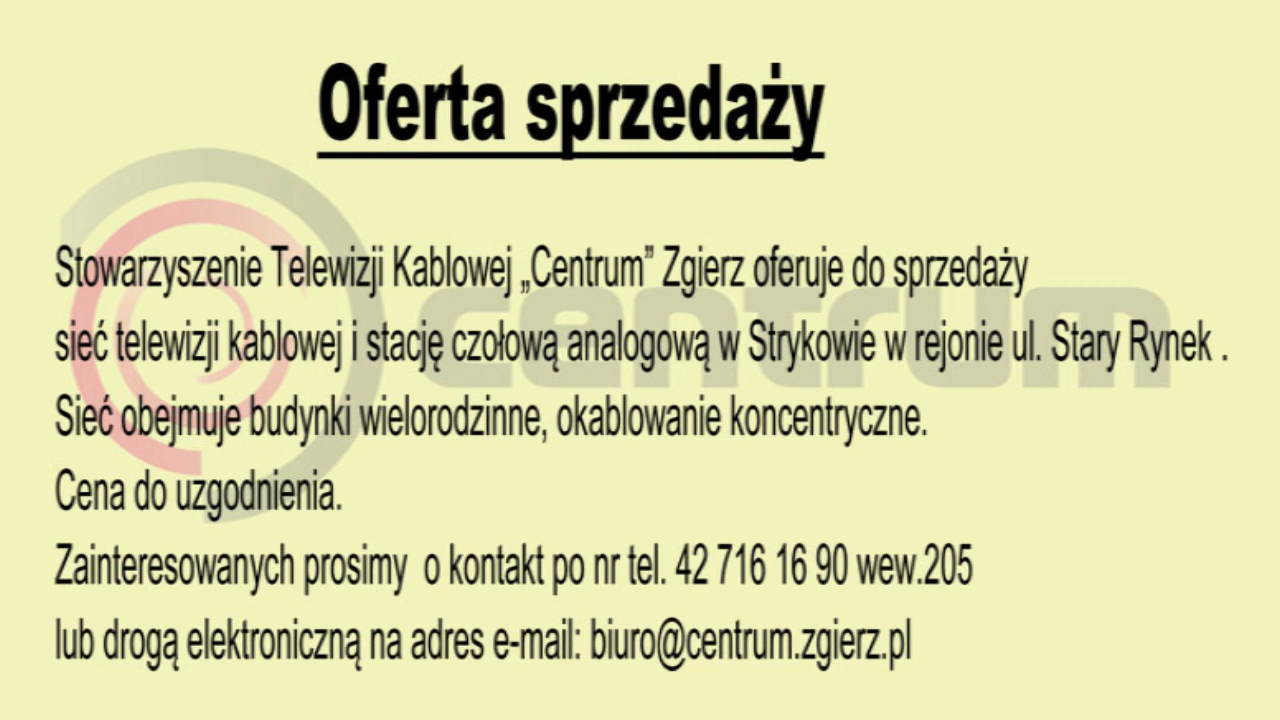 Oferta sprzedaży
Stowarzyszenie Telewizji Kablowej „Centrum” Zgierz oferuje do sprzedaży
sieć telewizji kablowej i stację czołową analogową w Strykowie w rejonie ul. Stary Rynek .
Sieć obejmuje budynki wielorodzinne, okablowanie koncentryczne.
Cena do uzgodnienia.
Zainteresowanych prosimy  o kontakt po nr tel. 42 716 16 90 wew.205
lub drogą elektroniczną na adres e-mail: biuro@centrum.zgierz.pl
centrum